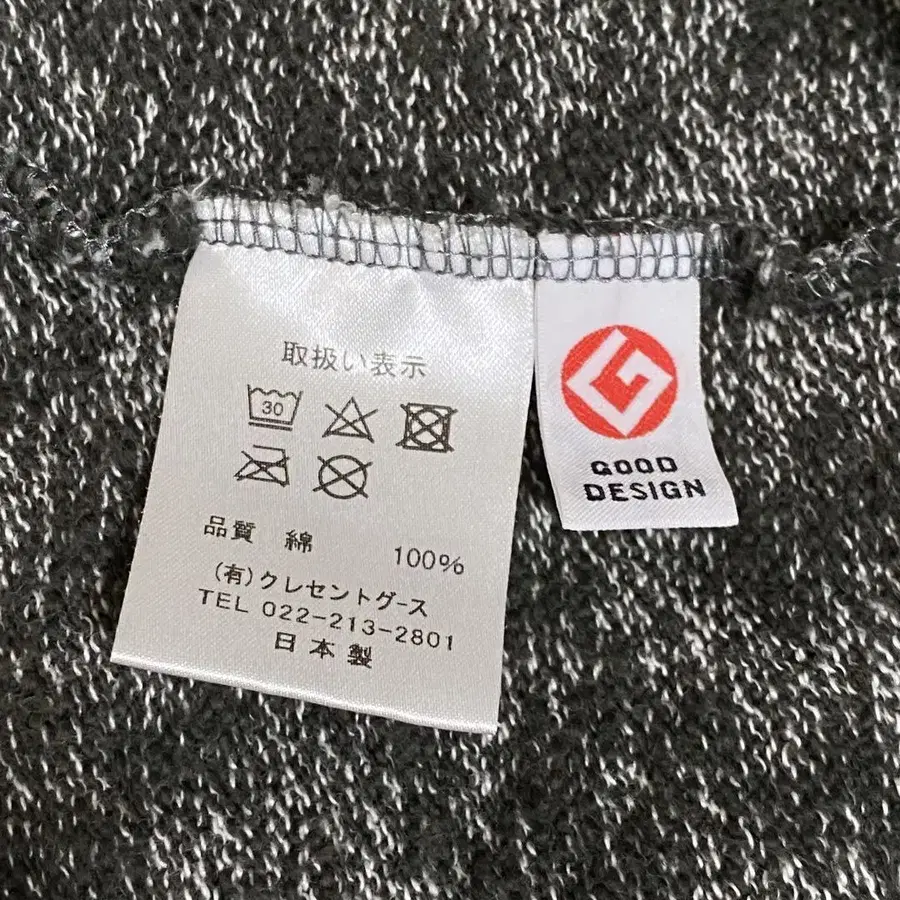 取扱い表示
30
品質 綿 100%
(有)クレセントグース
TEL 022-213-2801
日本製
GOOD
DESIGN